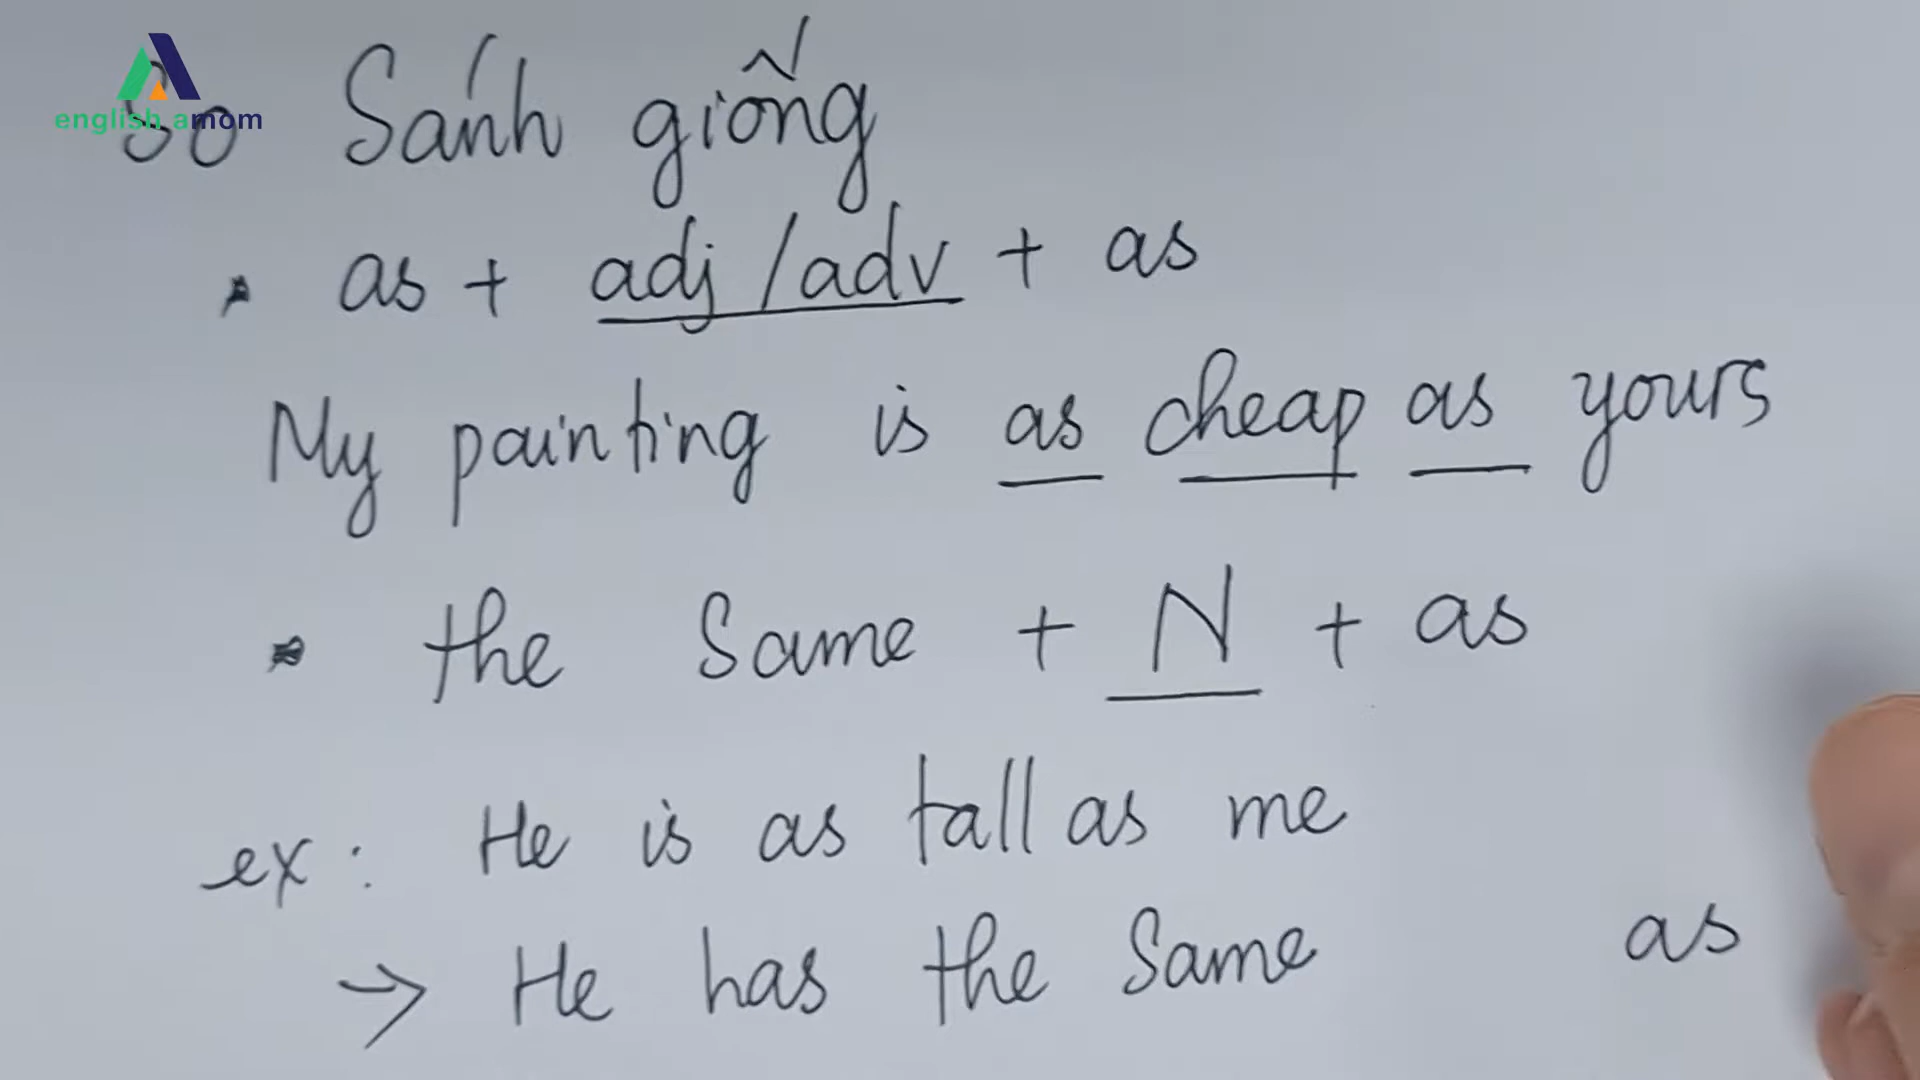 english amom
So Sánh giống
as + adj / adv + as
My painting is as cheap as yours
the Same + N + as
ex : He is as tall as me
→ He has the Same as